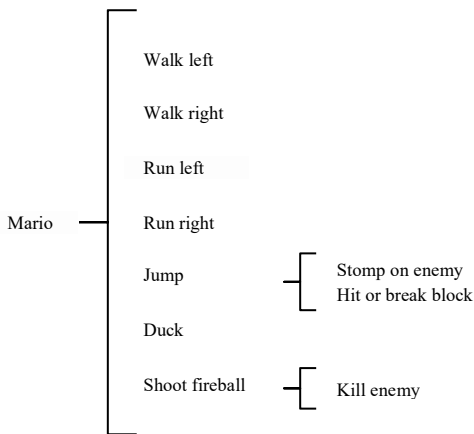 Walk left
Walk right
Run left
Mario
Run right
Jump
Stomp on enemy
Hit or break block
Duck
Shoot fireball
Kill enemy